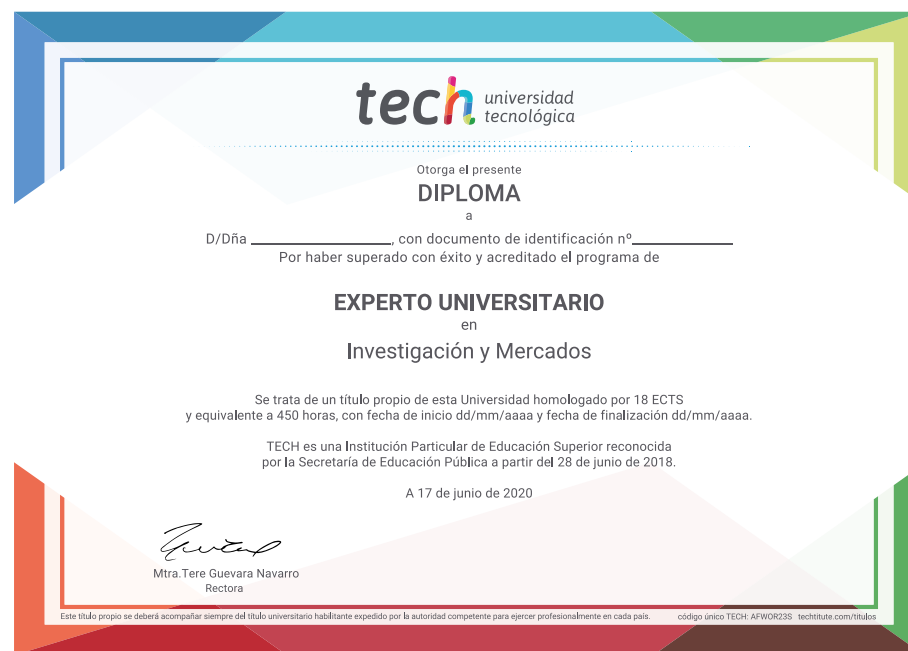 tech universidad
tecnológica
Otorga el presente
DIPLOMA
a
D/Dña ____________________, con documento de identificación nº______________
Por haber superado con éxito y acreditado el programa de
EXPERTO UNIVERSITARIO
en
Investigación y Mercados
Se trata de un título propio de esta Universidad homologado por 18 ECTS
y equivalente a 450 horas, con fecha de inicio dd/mm/aaaa y fecha de finalización dd/mm/aaaa.
TECH es una Institución Particular de Educación Superior reconocida
por la Secretaría de Educación Pública a partir del 28 de junio de 2018.
A 17 de junio de 2020
Mtra.Tere Guevara Navarro
Rectora
Este título propio se deberá acompañar siempre del título universitario habilitante expedido por la autoridad competente para ejercer profesionalmente en cada país. código único TECH: AFWOR23S techtitute.com/titulos